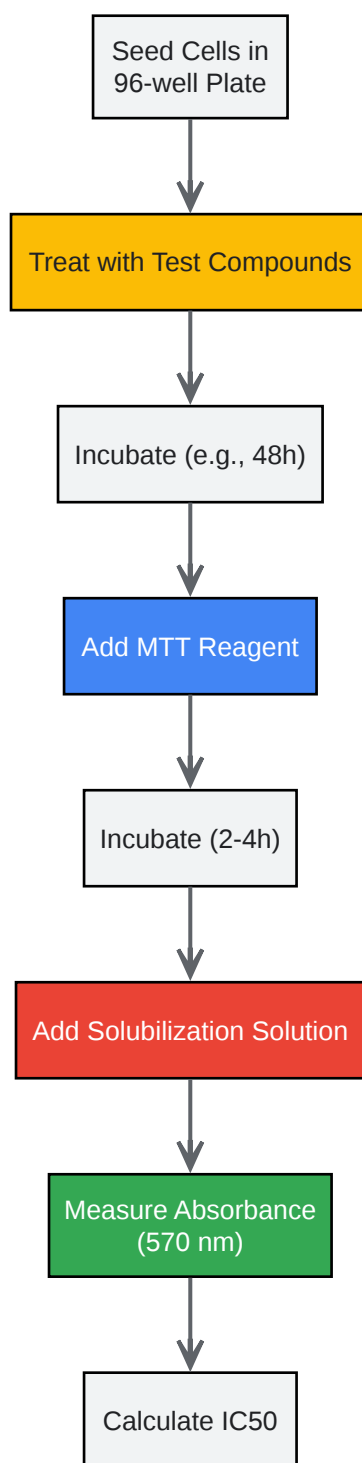 Seed Cells in
96-well Plate
Treat with Test Compounds
Incubate (e.g., 48h)
Add MTT Reagent
Incubate (2-4h)
Add Solubilization Solution
Measure Absorbance
(570 nm)
Calculate IC50